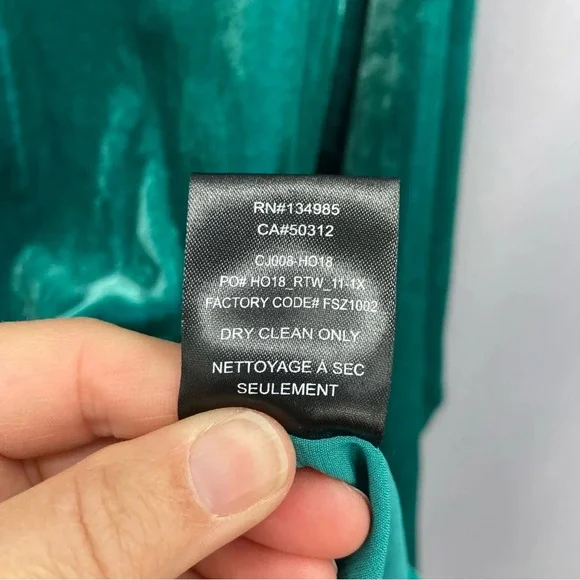 RN#134985
CA#50312
CJ008-HO18
PO# HO18_RTW_11-1X
FACTORY CODE# FSZ1002
DRY CLEAN ONLY
NETTOYAGE A SEC
SEULEMENT